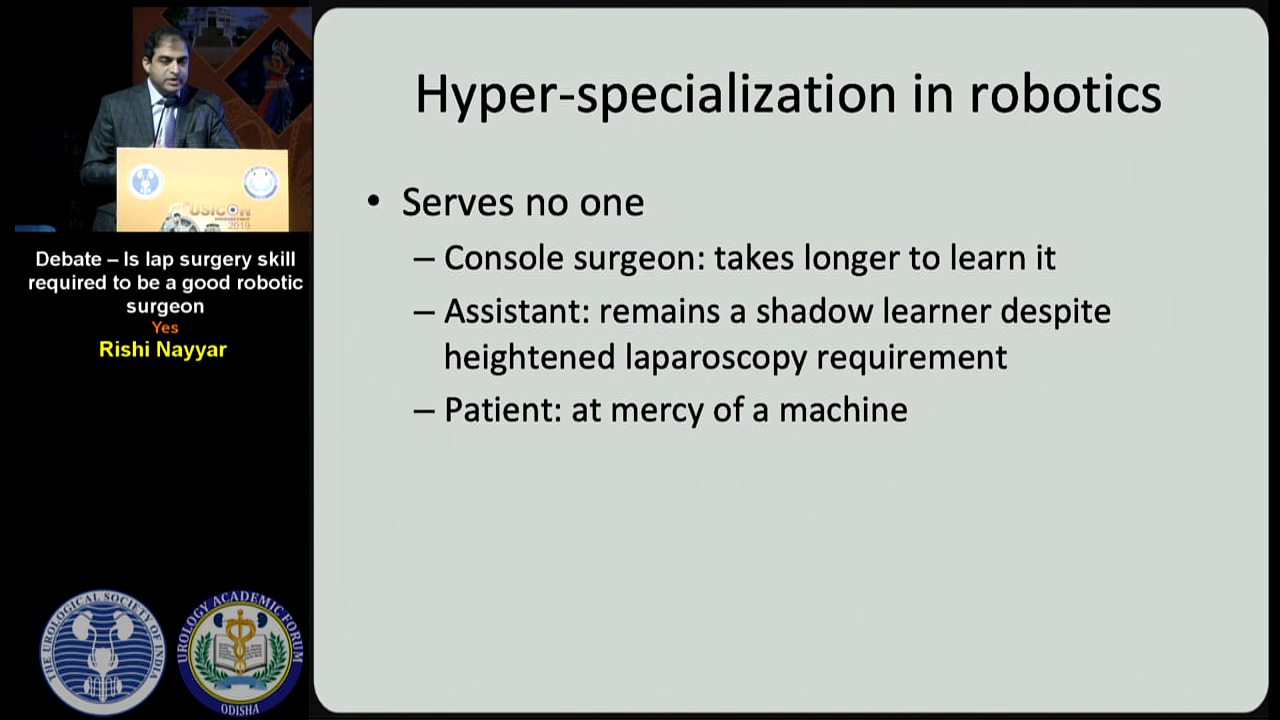 Hyper-specialization in robotics
• Serves no one
– Console surgeon: takes longer to learn it
– Assistant: remains a shadow learner despite
heightened laparoscopy requirement
– Patient: at mercy of a machine
USICON
2019
Debate – Is lap surgery skill
required to be a good robotic
surgeon
Yes
Rishi Nayyar
THE UROLOGICAL SOCIETY OF INDIA
UROLOGY ACADEMIC FORUM
ODISHA